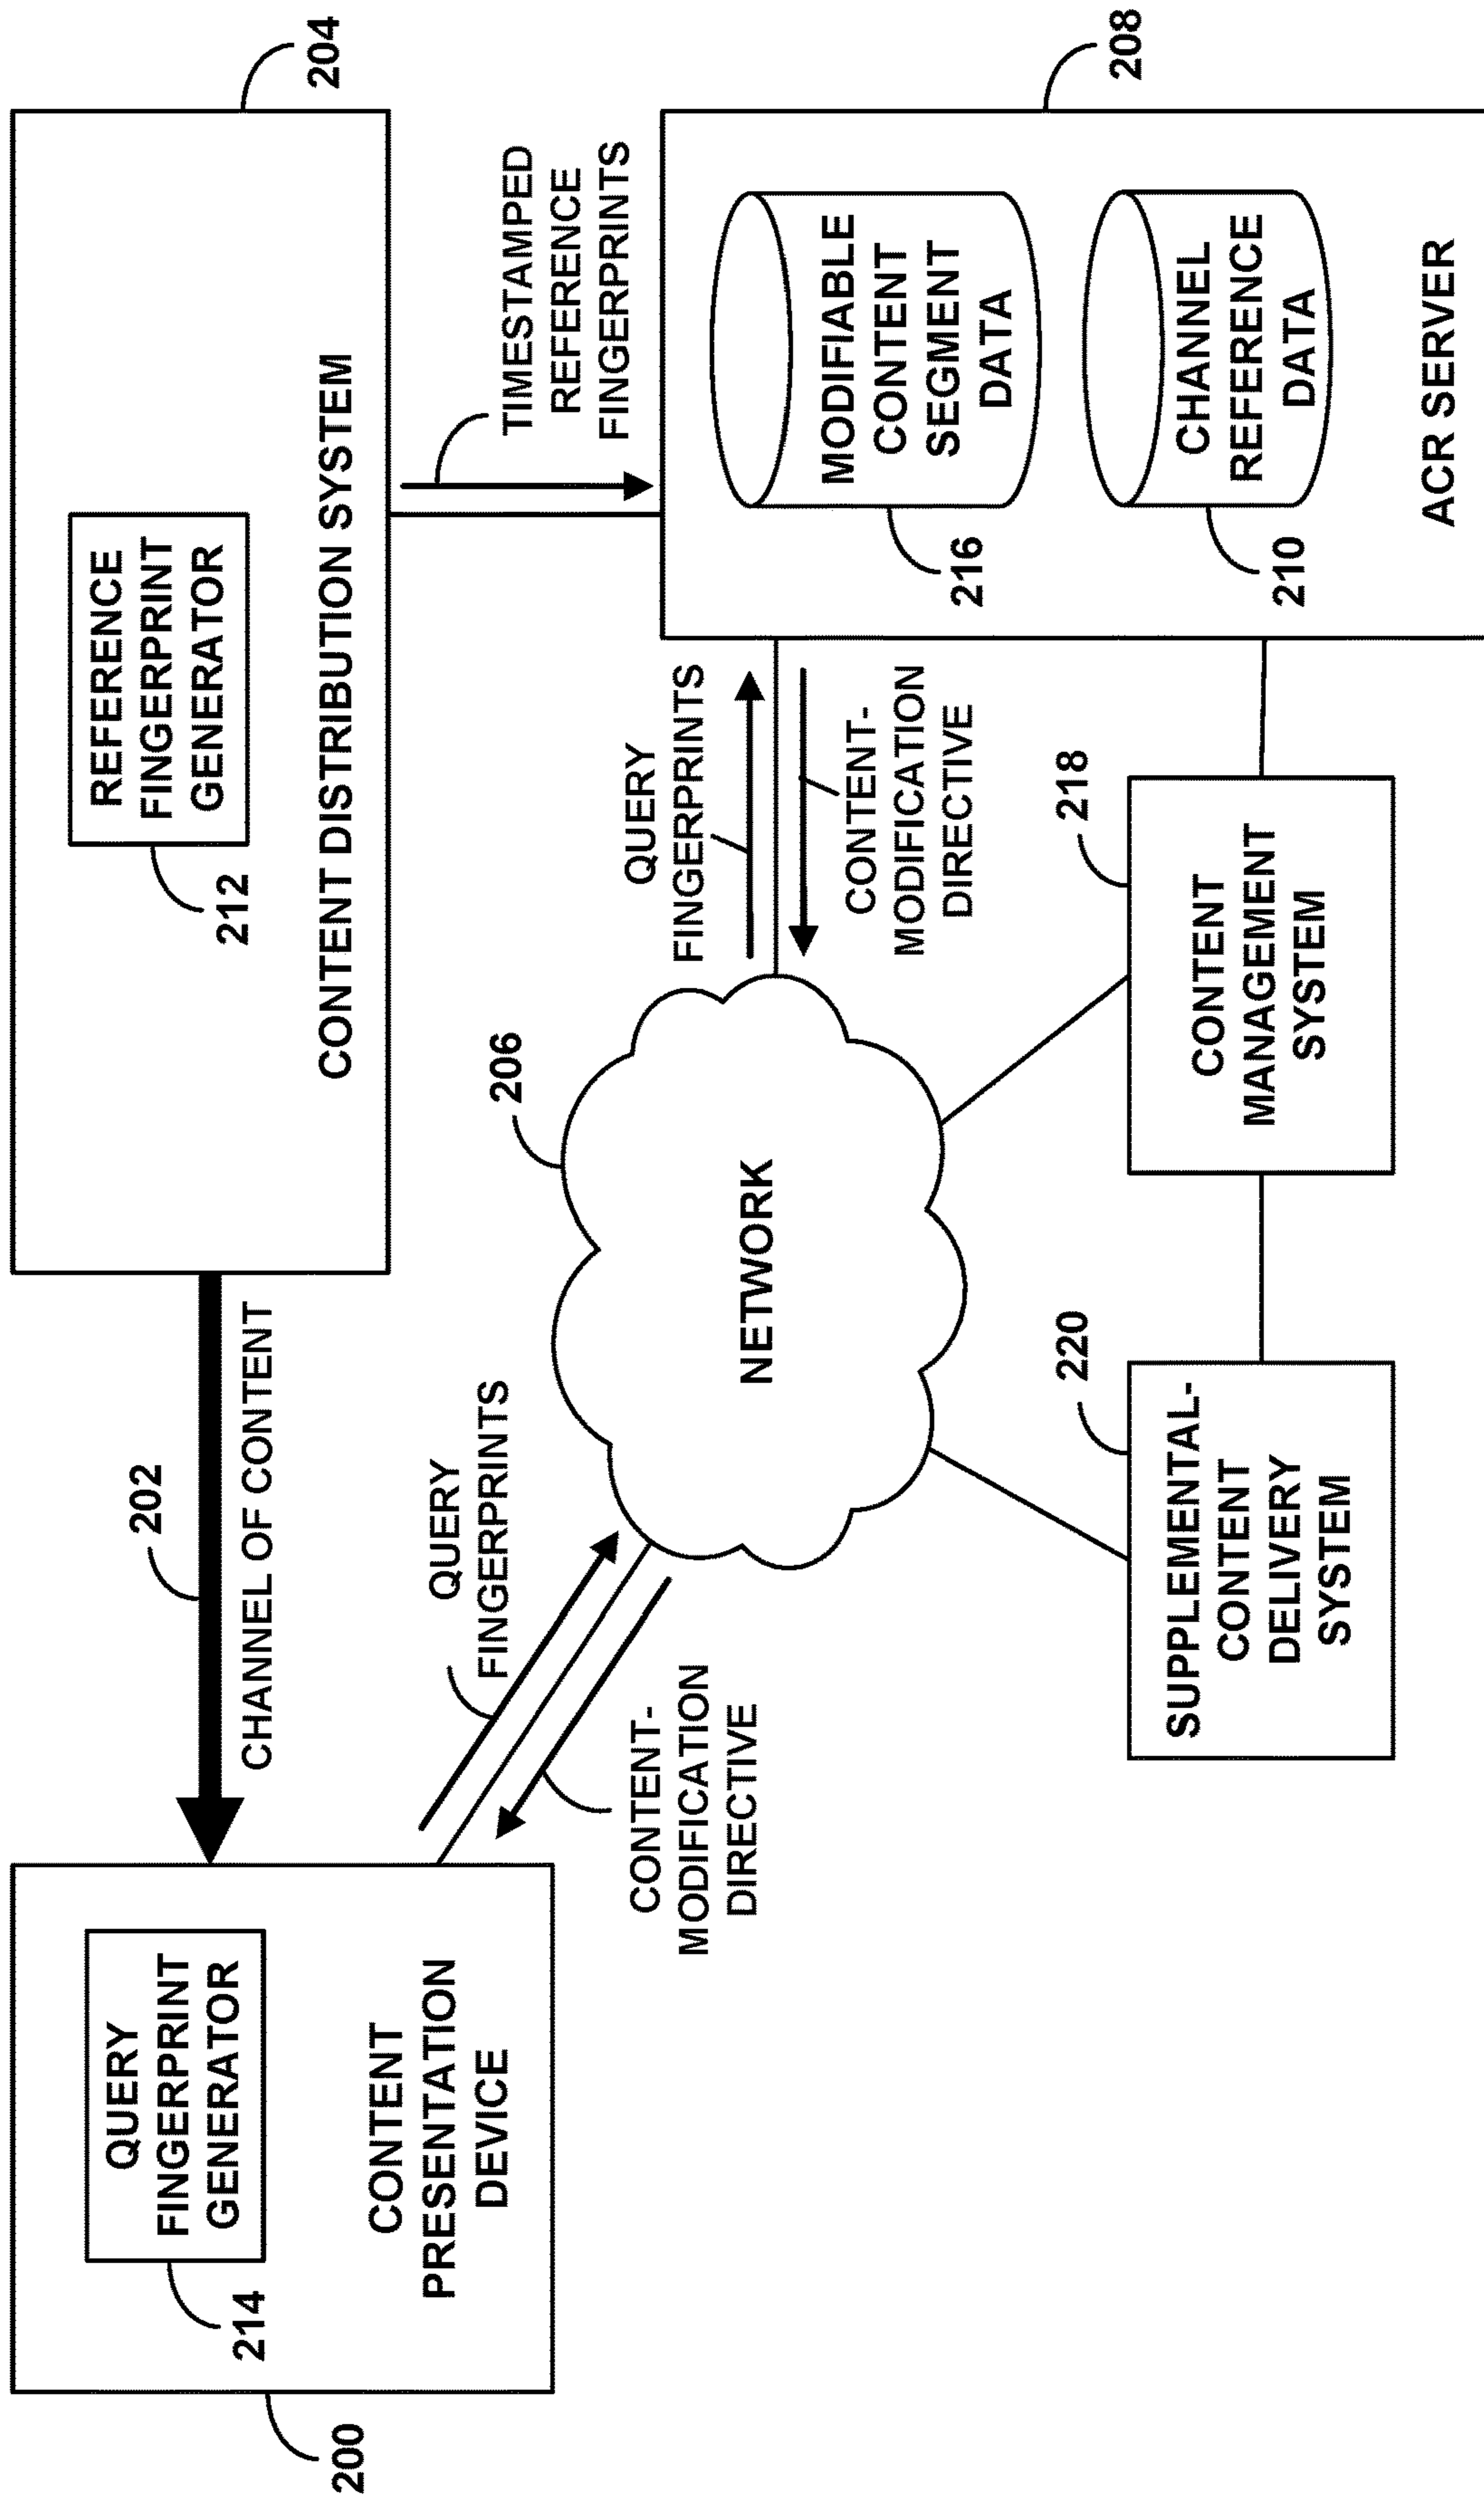 200
214
QUERY
FINGERPRINT
GENERATOR
CONTENT
PRESENTATION
DEVICE
202
CHANNEL OF CONTENT
204
212
REFERENCE
FINGERPRINT
GENERATOR
CONTENT DISTRIBUTION SYSTEM
QUERY
FINGERPRINTS
CONTENT-
MODIFICATION
DIRECTIVE
206
NETWORK
QUERY
FINGERPRINTS
CONTENT-
MODIFICATION
DIRECTIVE
TIMESTAMPED
REFERENCE
FINGERPRINTS
208
216
MODIFIABLE
CONTENT
SEGMENT
DATA
210
CHANNEL
REFERENCE
DATA
ACR SERVER
220
SUPPLEMENTAL-
CONTENT
DELIVERY
SYSTEM
218
CONTENT
MANAGEMENT
SYSTEM